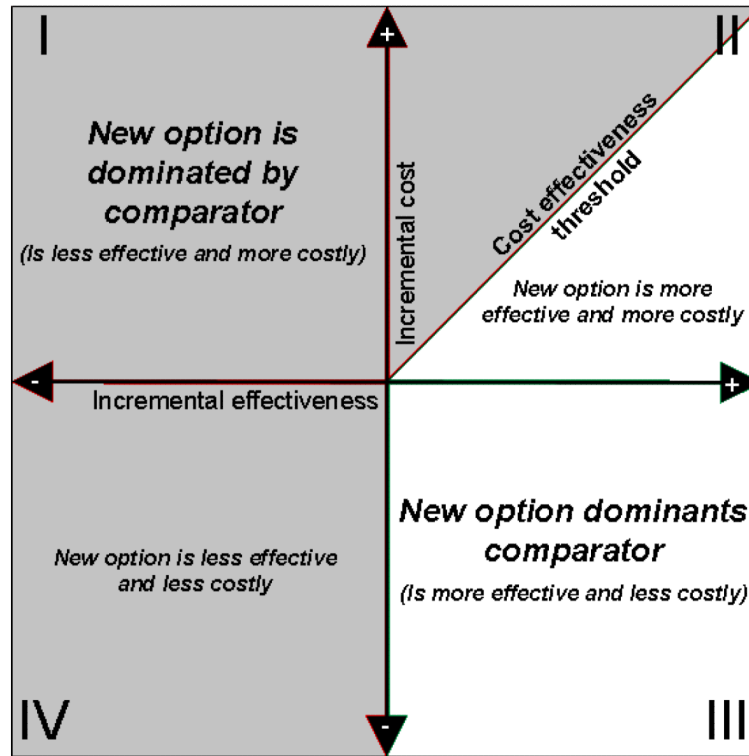 I
II
+
New option is
dominated by
comparator
(Is less effective and more costly)
Incremental cost
Cost effectiveness
threshold
New option is more
effective and more costly
-
+
Incremental effectiveness
New option dominants
comparator
(Is more effective and less costly)
New option is less effective
and less costly
IV
-
III